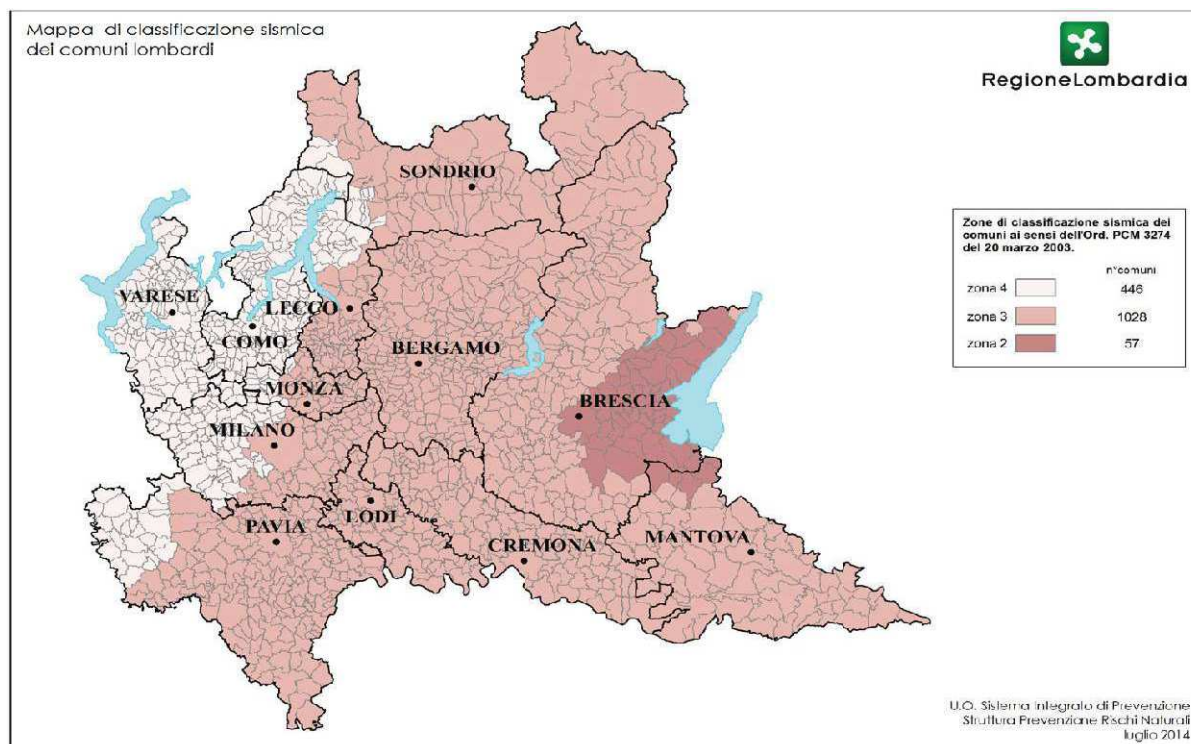 Mappa di classificazione sismica
dei comuni lombardi
RegioneLombardia
SONDRIO
VARESE
LECCO
COMO
BERGAMO
MONZA
BRESCIA
MILANO
PAVIA
LODI
CREMONA
MANTOVA
Zone di classificazione sismica dei
comuni ai sensi dell'Ord. PCM 3274
del 20 marzo 2003.
n°comuni
zona 4 446
zona 3 1028
zona 2 57
U.O. Sistema Integrato di Prevenzione
Struttura Prevenzione Rischi Naturali
luglio 2014